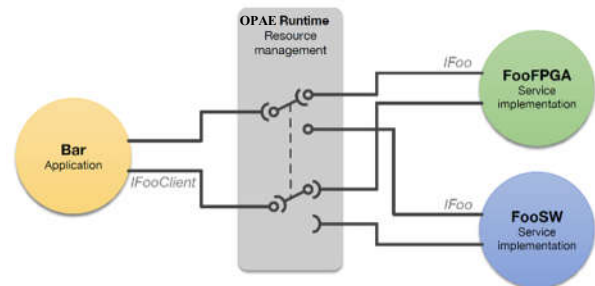 OPAE Runtime
Resource
management
Bar
Application
IFooClient
IFoo
FooFPGA
Service
implementation
IFoo
FooSW
Service
implementation